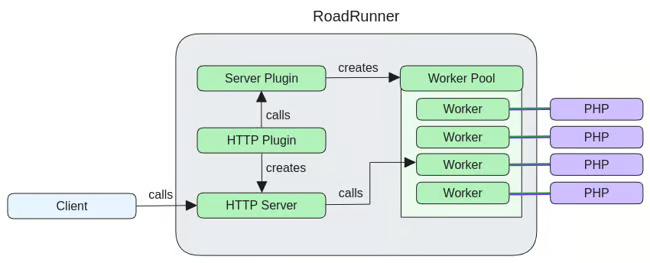 RoadRunner
Server Plugin
creates
Worker Pool
calls
Worker
PHP
HTTP Plugin
Worker
PHP
creates
Worker
PHP
Client
calls
HTTP Server
calls
Worker
PHP